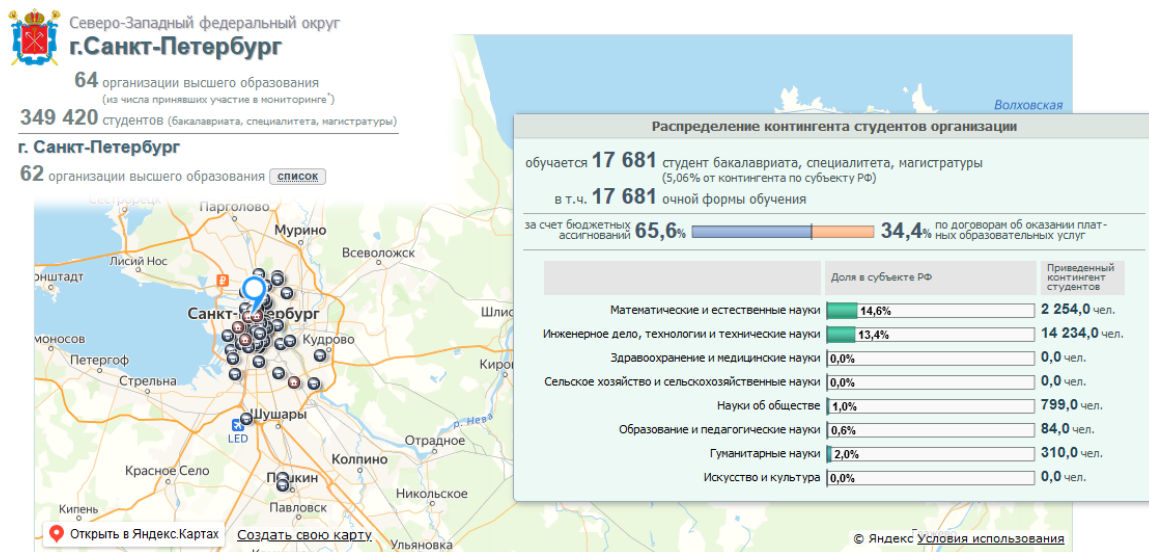 Северо-Западный федеральный округ
г.Санкт-Петербург
64 организации высшего образования
(из числа принявших участие в мониторинге*)
349 420 студентов (бакалавриата, специалитета, магистратуры)
г. Санкт-Петербург
62 организации высшего образования список
Распределение контингента студентов организации
обучается 17 681 студент бакалавриата, специалитета, магистратуры
(5,06% от контингента по субъекту РФ)
в т.ч. 17 681 очной формы обучения
за счет бюджетных ассигнований 65,6% 34,4% по договорам об оказании плат-
ных образовательных услуг
Доля в субъекте РФ
Приведенный
контингент
студентов
Математические и естественные науки 14,6% 2 254,0 чел.
Инженерное дело, технологии и технические науки 13,4% 14 234,0 чел.
Здравоохранение и медицинские науки 0,0% 0,0 чел.
Сельское хозяйство и сельскохозяйственные науки 0,0% 0,0 чел.
Науки об обществе 1,0% 799,0 чел.
Образование и педагогические науки 0,6% 84,0 чел.
Гуманитарные науки 2,0% 310,0 чел.
Искусство и культура 0,0% 0,0 чел.
Волховская
Парголово
Мурино
Всеволожск
Лисий Нос
Кудрово
Петергоф
Стрельна
Шушары
LED
р. Нева
Отрадное
Колпино
Красное Село
Никольское
Павловск
Кипень
Ульяновка
Открыть в Яндекс.Картах
Создать свою карту
© Яндекс Условия использования